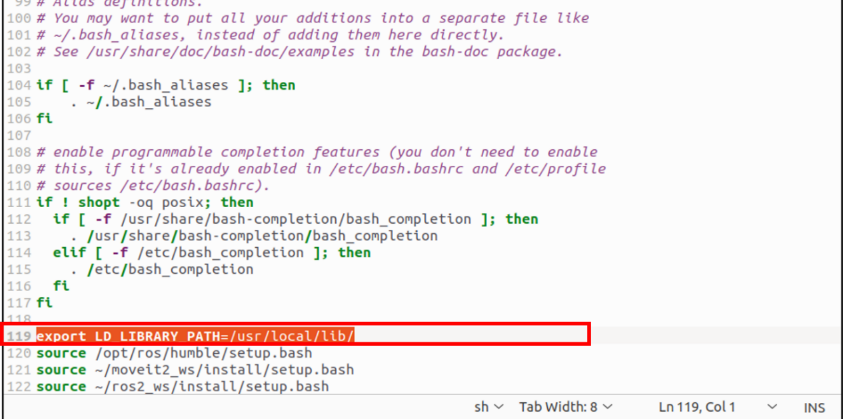 99 # Alias definitions.
100 # You may want to put all your additions into a separate file like
101 # ~/.bash_aliases, instead of adding them here directly.
102 # See /usr/share/doc/bash-doc/examples in the bash-doc package.
103
104 if [ -f ~/.bash_aliases ]; then
105     . ~/.bash_aliases
106 fi
107
108 # enable programmable completion features (you don't need to enable
109 # this, if it's already enabled in /etc/bash.bashrc and /etc/profile
110 # sources /etc/bash.bashrc).
111 if ! shopt -oq posix; then
112   if [ -f /usr/share/bash-completion/bash_completion ]; then
113     . /usr/share/bash-completion/bash_completion
114   elif [ -f /etc/bash_completion ]; then
115     . /etc/bash_completion
116   fi
117 fi
118
119 export LD_LIBRARY_PATH=/usr/local/lib/
120 source /opt/ros/humble/setup.bash
121 source ~/moveit2_ws/install/setup.bash
122 source ~/ros2_ws/install/setup.bash
sh Tab Width: 8 Ln 119, Col 1 INS